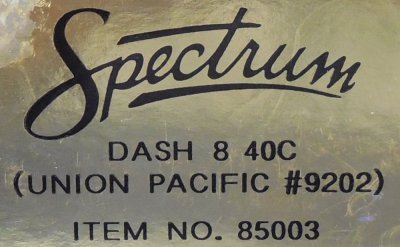 Spectrum
DASH 8 40C
(UNION PACIFIC #9202)
ITEM NO. 85003